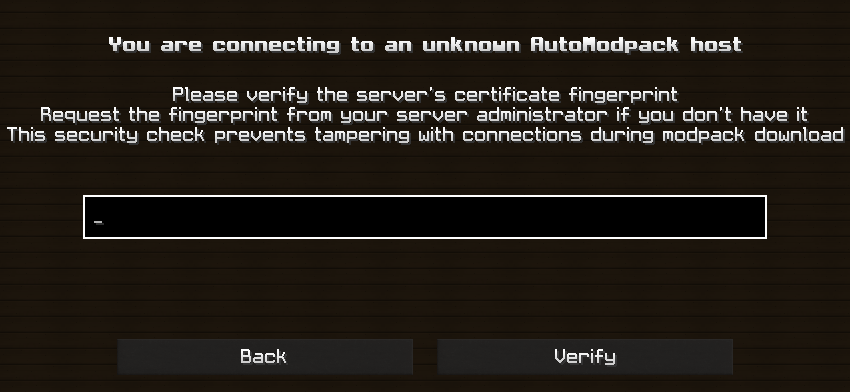 You are connecting to an unknown AutoModpack host
Please verify the server's certificate fingerprint
Request the fingerprint from your server administrator if you don't have it
This security check prevents tampering with connections during modpack download
_
Back
Verify